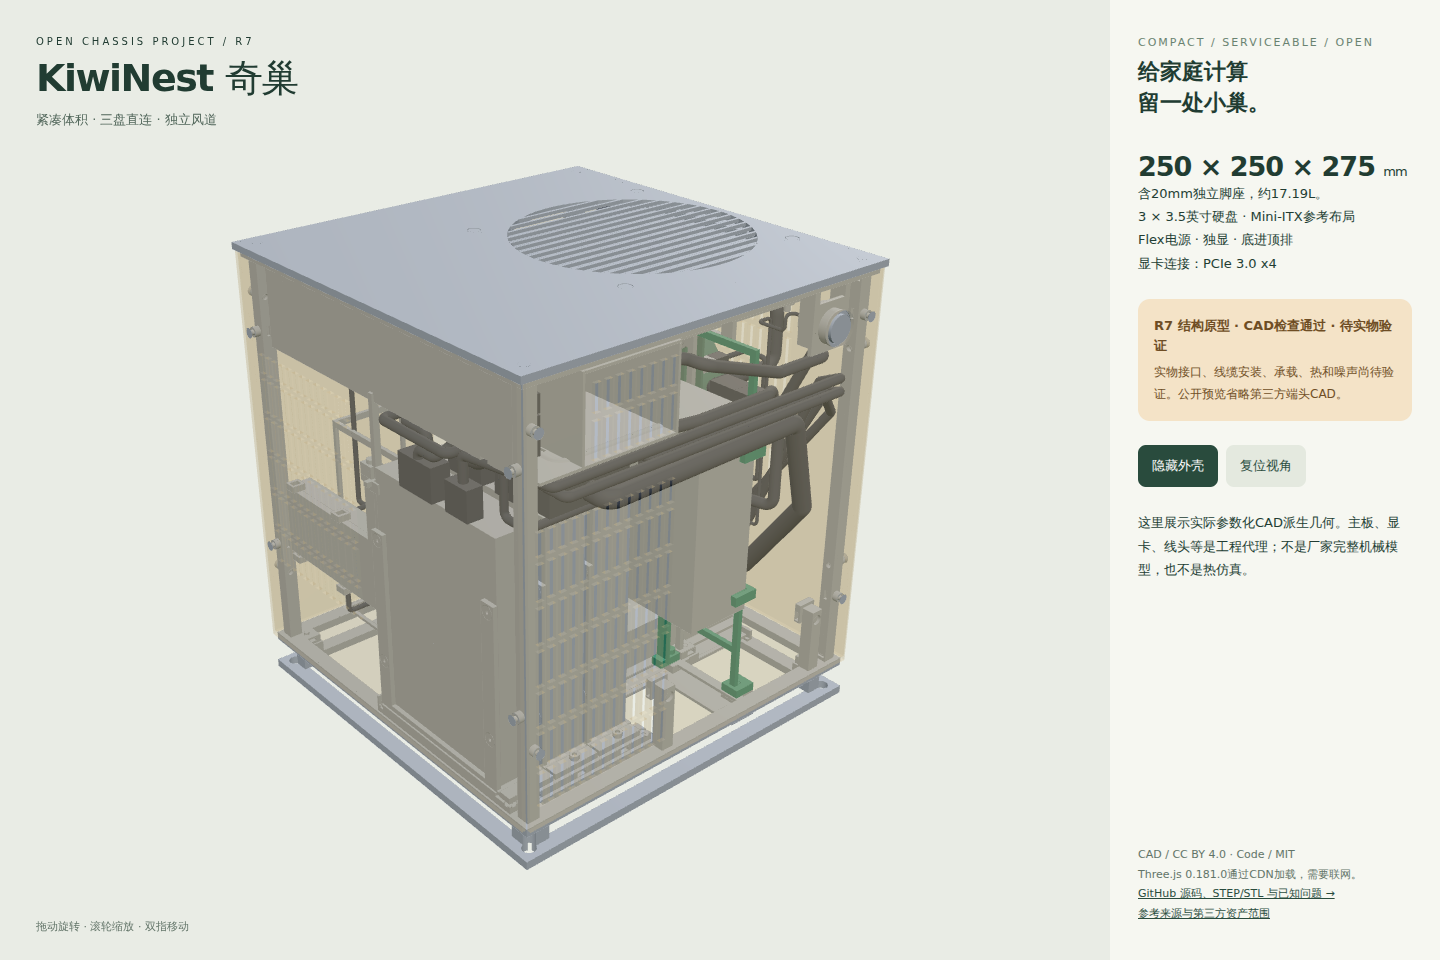 OPEN CHASSIS PROJECT / R7
KiwiNest 奇巢
紧凑体积 · 三盘直连 · 独立风道
拖动旋转 · 滚轮缩放 · 双指移动
COMPACT / SERVICEABLE / OPEN
给家庭计算
留一处小巢。
250 × 250 × 275 mm
含20mm独立脚座，约17.19L。
3 × 3.5英寸硬盘 · Mini-ITX参考布局
Flex电源 · 独显 · 底进顶排
显卡连接：PCIe 3.0 x4
R7 结构原型 · CAD检查通过 · 待实物验
证
实物接口、线缆安装、承载、热和噪声尚待验
证。公开预览省略第三方端头CAD。
隐藏外壳
复位视角
这里展示实际参数化CAD派生几何。主板、显
卡、线头等是工程代理；不是厂家完整机械模
型，也不是热仿真。
CAD / CC BY 4.0 · Code / MIT
Three.js 0.181.0通过CDN加载，需要联网。
GitHub 源码、STEP/STL 与已知问题 →
参考来源与第三方资产范围